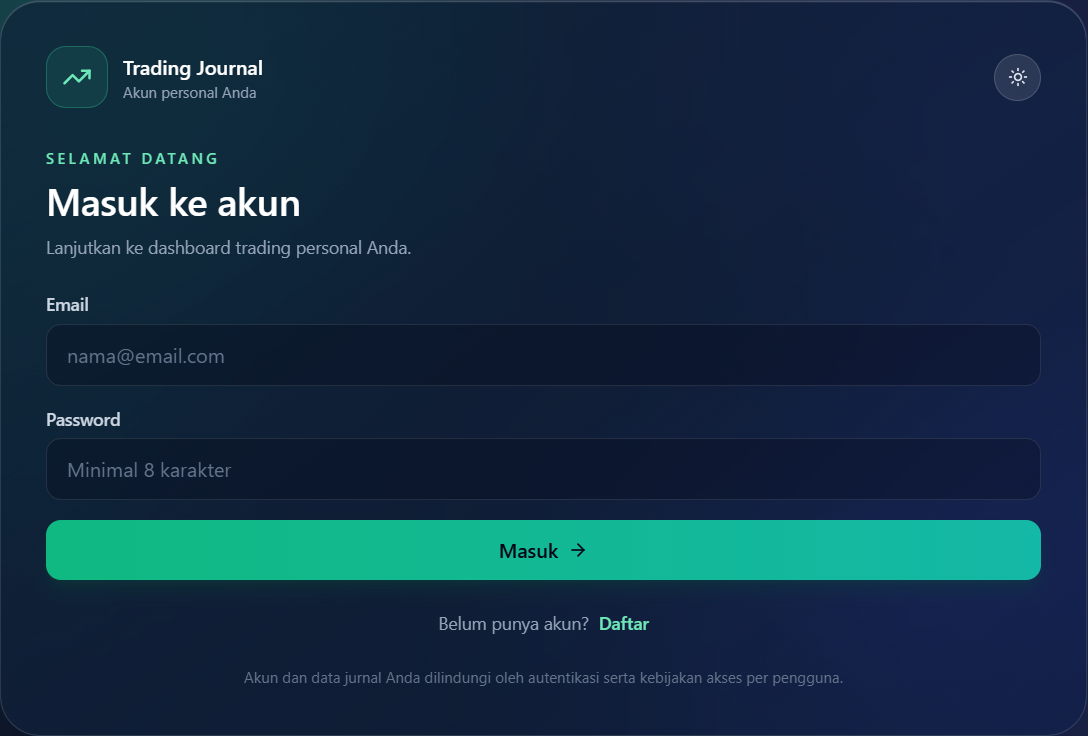 Trading Journal
Akun personal Anda
SELAMAT DATANG
Masuk ke akun
Lanjutkan ke dashboard trading personal Anda.
Email
nama@email.com
Password
Minimal 8 karakter
Masuk →
Belum punya akun? Daftar
Akun dan data jurnal Anda dilindungi oleh autentikasi serta kebijakan akses per pengguna.